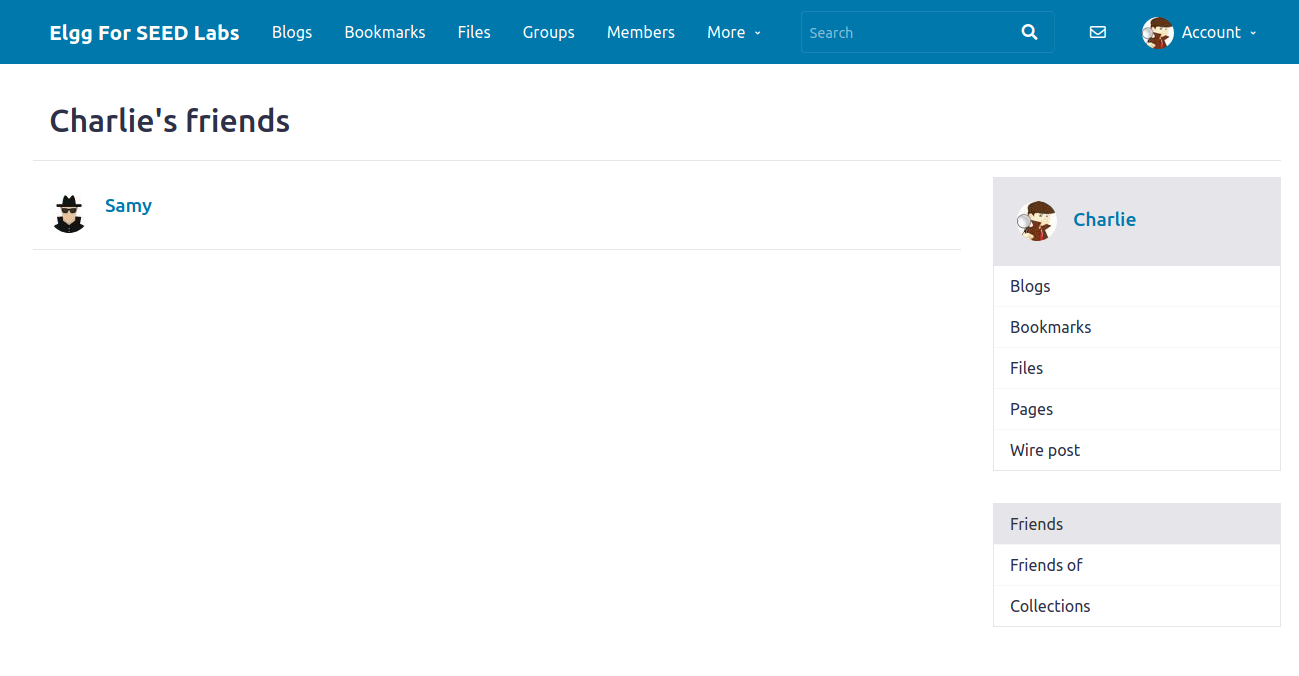 Elgg For SEED Labs Blogs Bookmarks Files Groups Members More Search Account
Charlie's friends
Samy
Charlie
Blogs
Bookmarks
Files
Pages
Wire post
Friends
Friends of
Collections